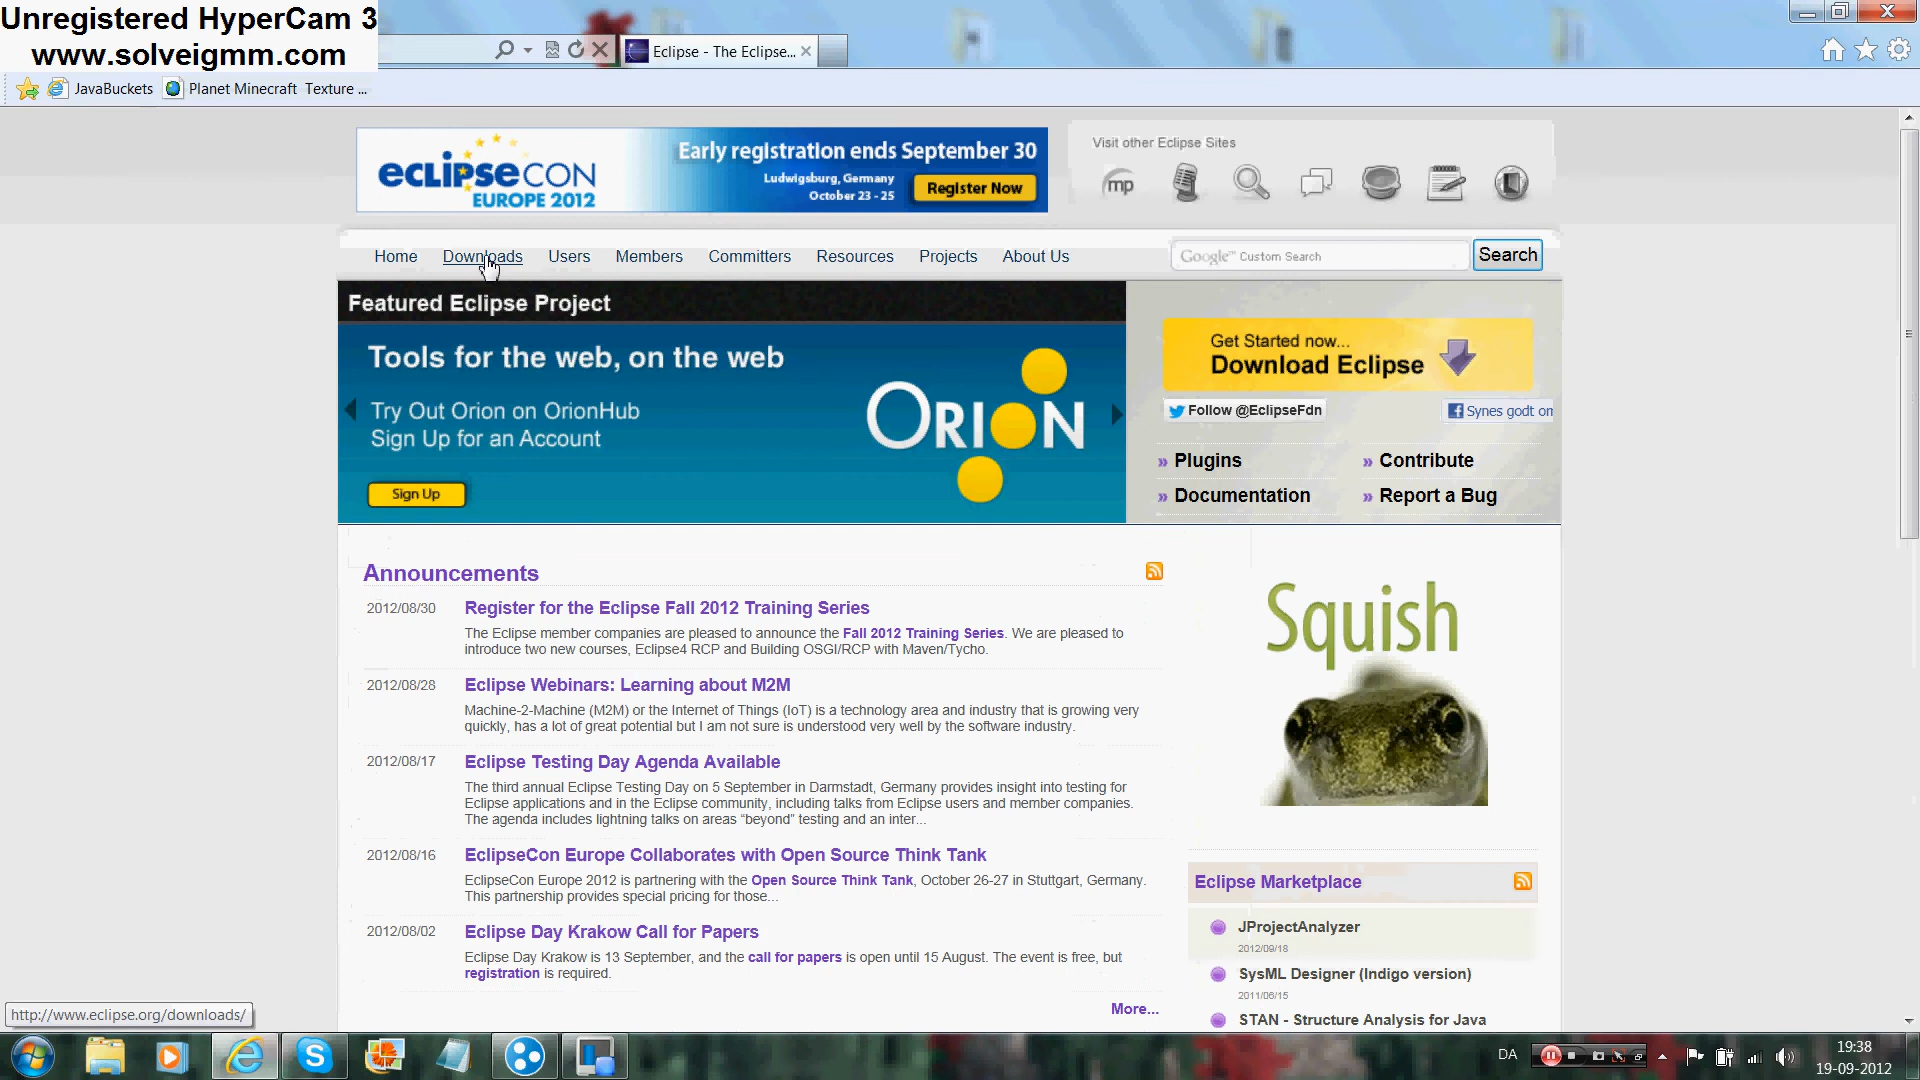 Unregistered HyperCam 3
www.solveigmm.com
Eclipse - The Eclipse...
JavaBuckets
Planet Minecraft Texture ...
eclipsecon
EUROPE 2012
Early registration ends September 30
Ludwigsburg, Germany
October 23 - 25
Register Now
Visit other Eclipse Sites
mp
Home
Downloads
Users
Members
Committers
Resources
Projects
About Us
Google™ Custom Search
Search
Featured Eclipse Project
Tools for the web, on the web
Try Out Orion on OrionHub
Sign Up for an Account
Sign Up
ORION
Get Started now...
Download Eclipse
Follow @EclipseFdn
Synes godt om
» Plugins
» Contribute
» Documentation
» Report a Bug
Announcements
2012/08/30
Register for the Eclipse Fall 2012 Training Series
The Eclipse member companies are pleased to announce the Fall 2012 Training Series. We are pleased to
introduce two new courses, Eclipse4 RCP and Building OSGI/RCP with Maven/Tycho.
2012/08/28
Eclipse Webinars: Learning about M2M
Machine-2-Machine (M2M) or the Internet of Things (IoT) is a technology area and industry that is growing very
quickly, has a lot of great potential but I am not sure is understood very well by the software industry.
2012/08/17
Eclipse Testing Day Agenda Available
The third annual Eclipse Testing Day on 5 September in Darmstadt, Germany provides insight into testing for
Eclipse applications and in the Eclipse community, including talks from Eclipse users and member companies.
The agenda includes lightning talks on areas “beyond” testing and an inter...
2012/08/16
EclipseCon Europe Collaborates with Open Source Think Tank
EclipseCon Europe 2012 is partnering with the Open Source Think Tank, October 26-27 in Stuttgart, Germany.
This partnership provides special pricing for those...
2012/08/02
Eclipse Day Krakow Call for Papers
Eclipse Day Krakow is 13 September, and the call for papers is open until 15 August. The event is free, but
registration is required.
More...
Squish
Eclipse Marketplace
JProjectAnalyzer
2012/09/18
SysML Designer (Indigo version)
2011/06/15
STAN - Structure Analysis for Java
http://www.eclipse.org/downloads/
DA
19:38
19-09-2012